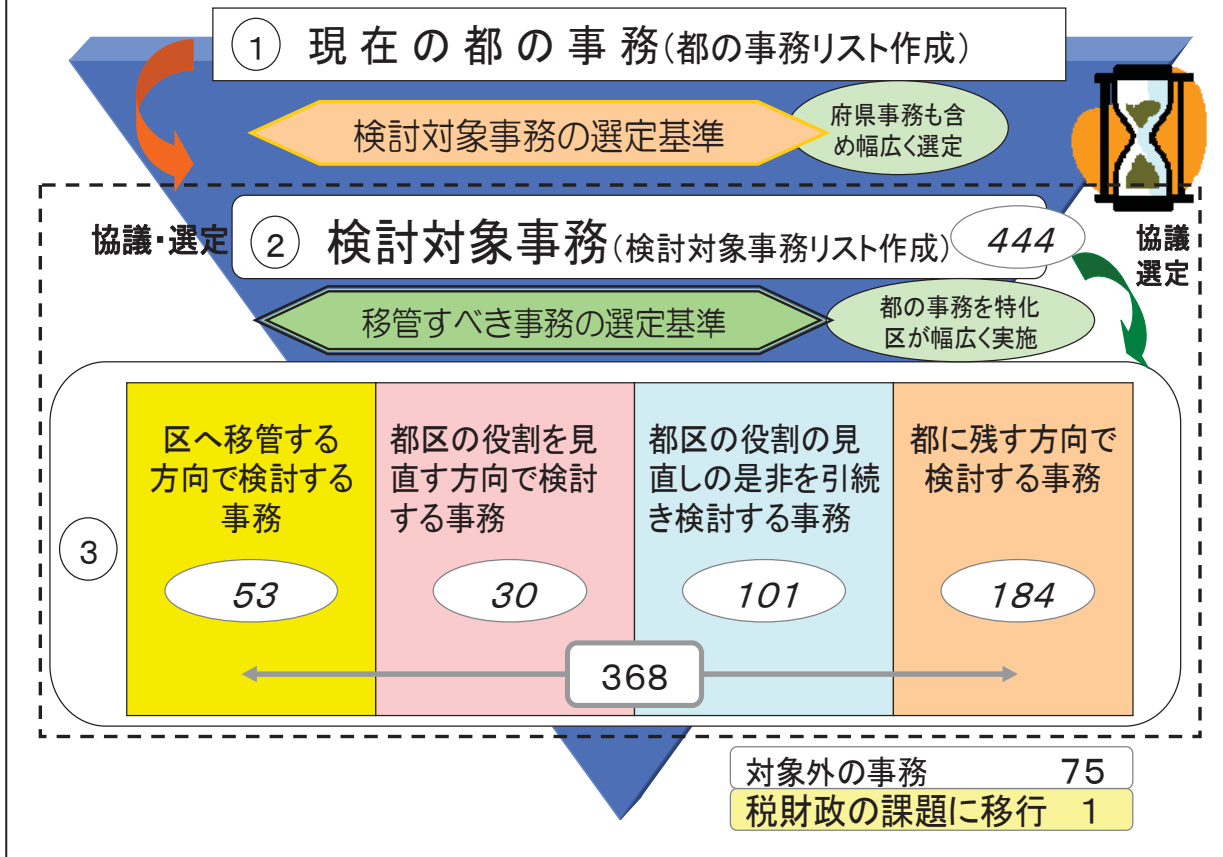 ① 現在の都の事務(都の事務リスト作成)
検討対象事務の選定基準
府県事務も含
め幅広く選定
協議・選定
② 検討対象事務(検討対象事務リスト作成) 444
協議
選定
移管すべき事務の選定基準
都の事務を特化
区が幅広く実施
③
区へ移管する
方向で検討する
事務
53
都区の役割を見
直す方向で検討
する事務
30
都区の役割の見
直しの是非を引続
き検討する事務
101
都に残す方向で
検討する事務
184
368
対象外の事務 75
税財政の課題に移行 1